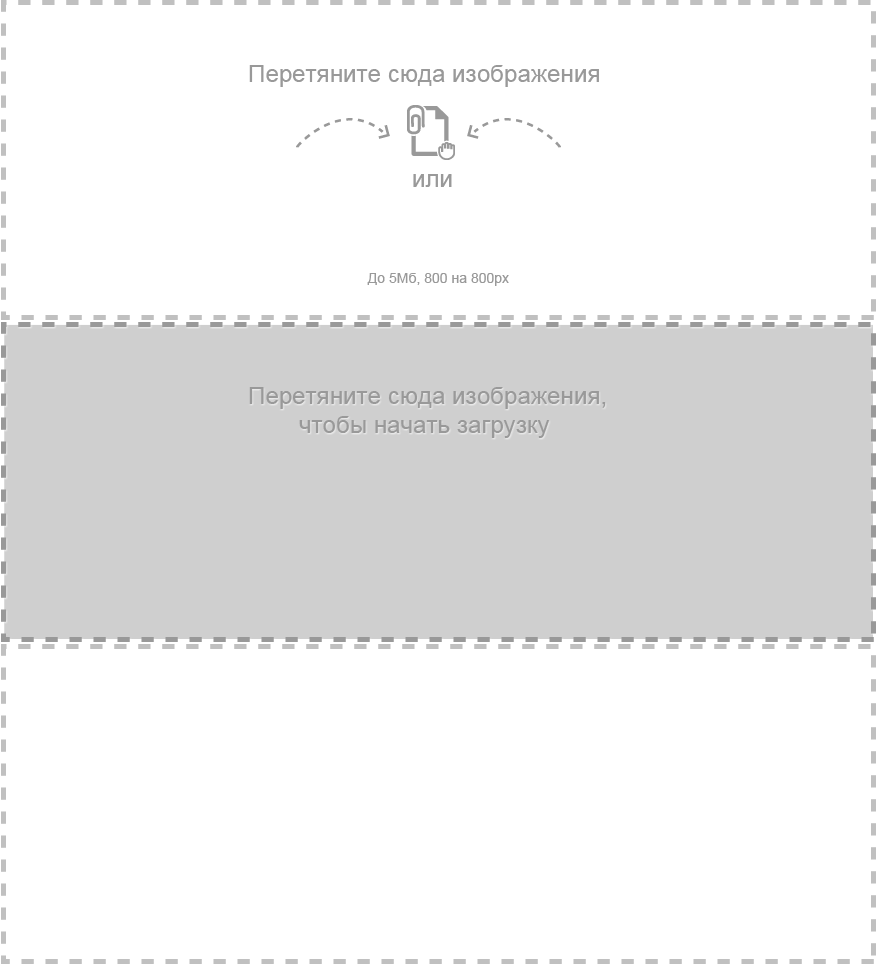 Перетяните сюда изображения
или
До 5Мб, 800 на 800px
Перетяните сюда изображения,
чтобы начать загрузку